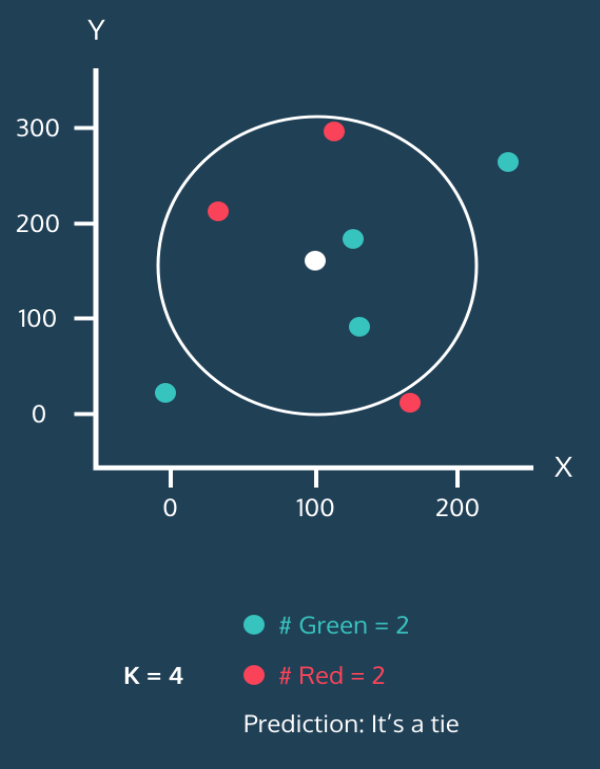 Y
300
200
100
0
X
0 100 200
# Green = 2
K = 4 # Red = 2
Prediction: It's a tie